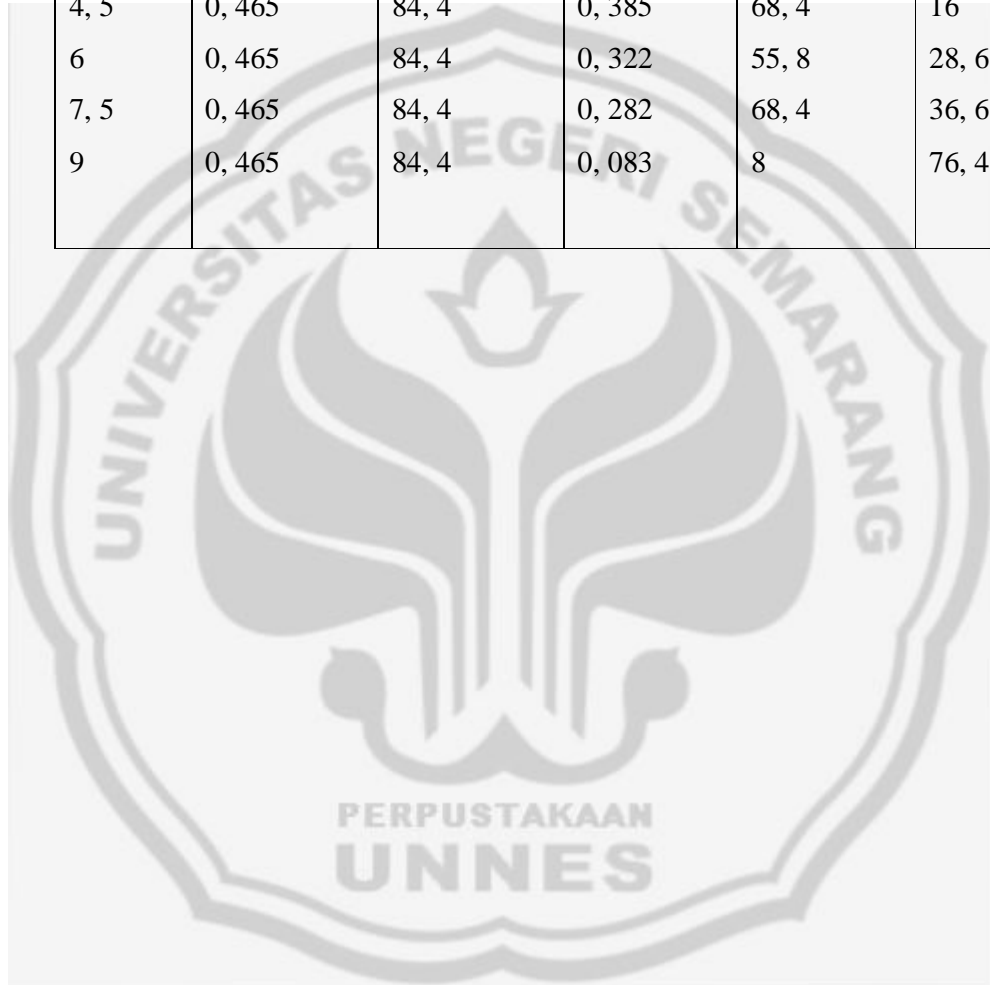 4, 5 0, 465 84, 4 0, 385 68, 4 16
6 0, 465 84, 4 0, 322 55, 8 28, 6
7, 5 0, 465 84, 4 0, 282 68, 4 36, 6
9 0, 465 84, 4 0, 083 8 76, 4
UNIVERSITAS NEGERI SEMARANG
PERPUSTAKAAN
UNNES